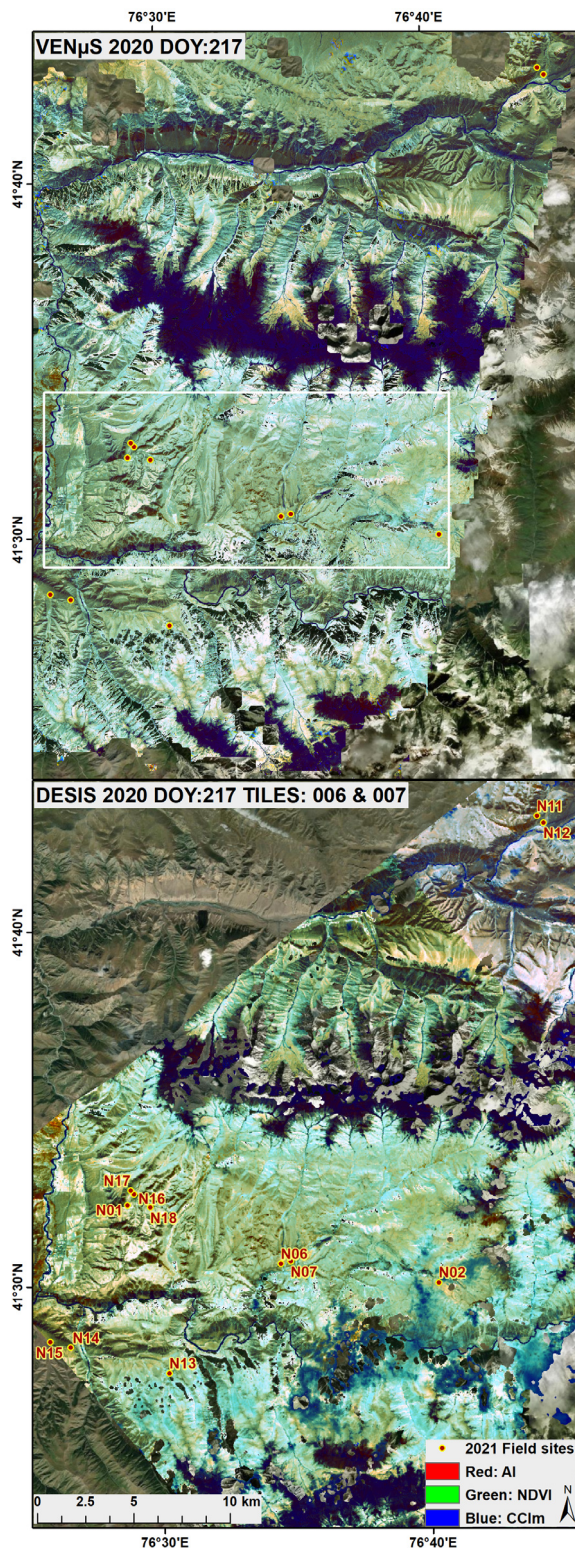 76°30'E 76°40'E
VENµS 2020 DOY:217
41°40'N
41°30'N
DESIS 2020 DOY:217 TILES: 006 & 007
N11
N12
41°40'N
N17
N16
N01
N18
N06
N07
N02
41°30'N
N14
N15
N13
2021 Field sites
Red: AI
Green: NDVI
Blue: CCIm
N
0 2.5 5 10 km
76°30'E 76°40'E